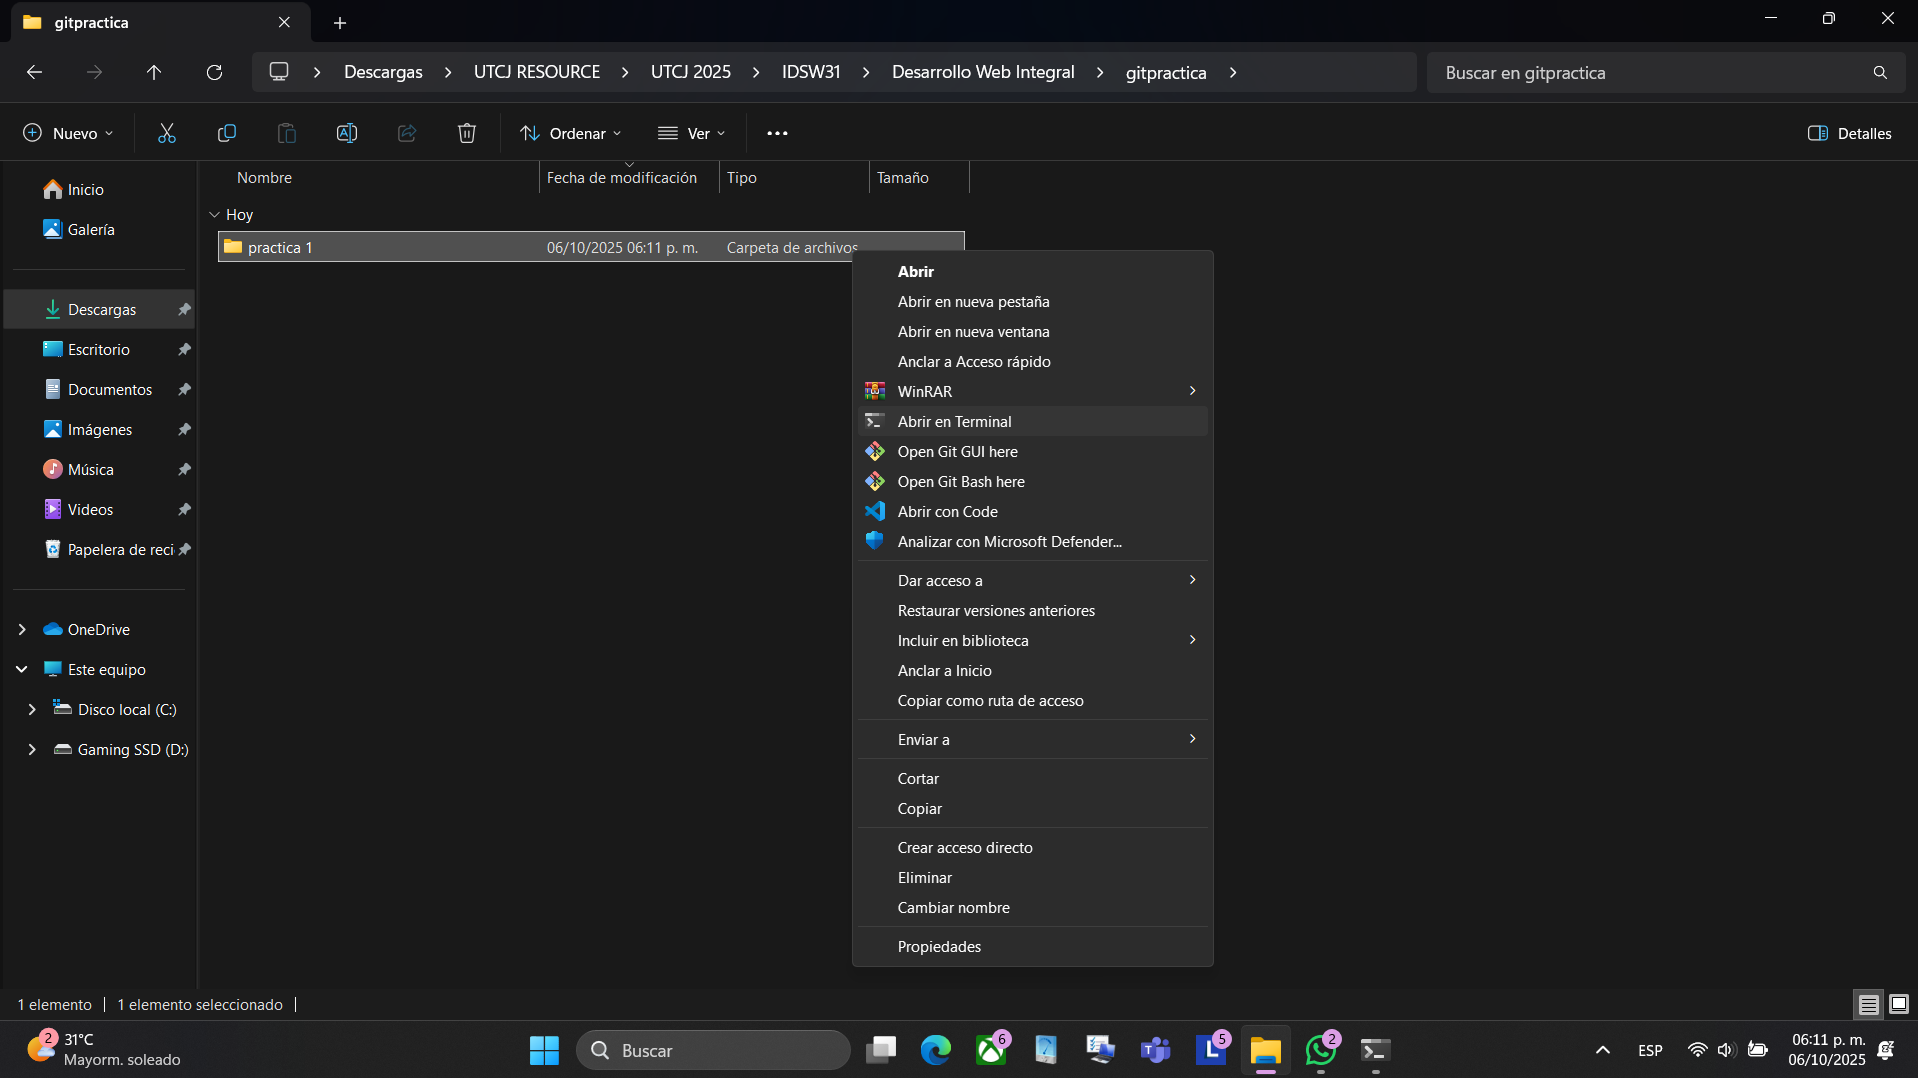 gitpractica
Descargas
UTCJ RESOURCE
UTCJ 2025
IDSW31
Desarrollo Web Integral
gitpractica
Buscar en gitpractica
Nuevo
Ordenar
Ver
Detalles
Nombre
Fecha de modificación
Tipo
Tamaño
Hoy
practica 1
06/10/2025 06:11 p. m.
Carpeta de archivos
Inicio
Galería
Descargas
Escritorio
Documentos
Imágenes
Música
Videos
Papelera de reci
OneDrive
Este equipo
Disco local (C:)
Gaming SSD (D:)
Abrir
Abrir en nueva pestaña
Abrir en nueva ventana
Anclar a Acceso rápido
WinRAR
Abrir en Terminal
Open Git GUI here
Open Git Bash here
Abrir con Code
Analizar con Microsoft Defender...
Dar acceso a
Restaurar versiones anteriores
Incluir en biblioteca
Anclar a Inicio
Copiar como ruta de acceso
Enviar a
Cortar
Copiar
Crear acceso directo
Eliminar
Cambiar nombre
Propiedades
1 elemento
1 elemento seleccionado
2
31°C
Mayorm. soleado
Buscar
6
5
2
ESP
06:11 p. m.
06/10/2025